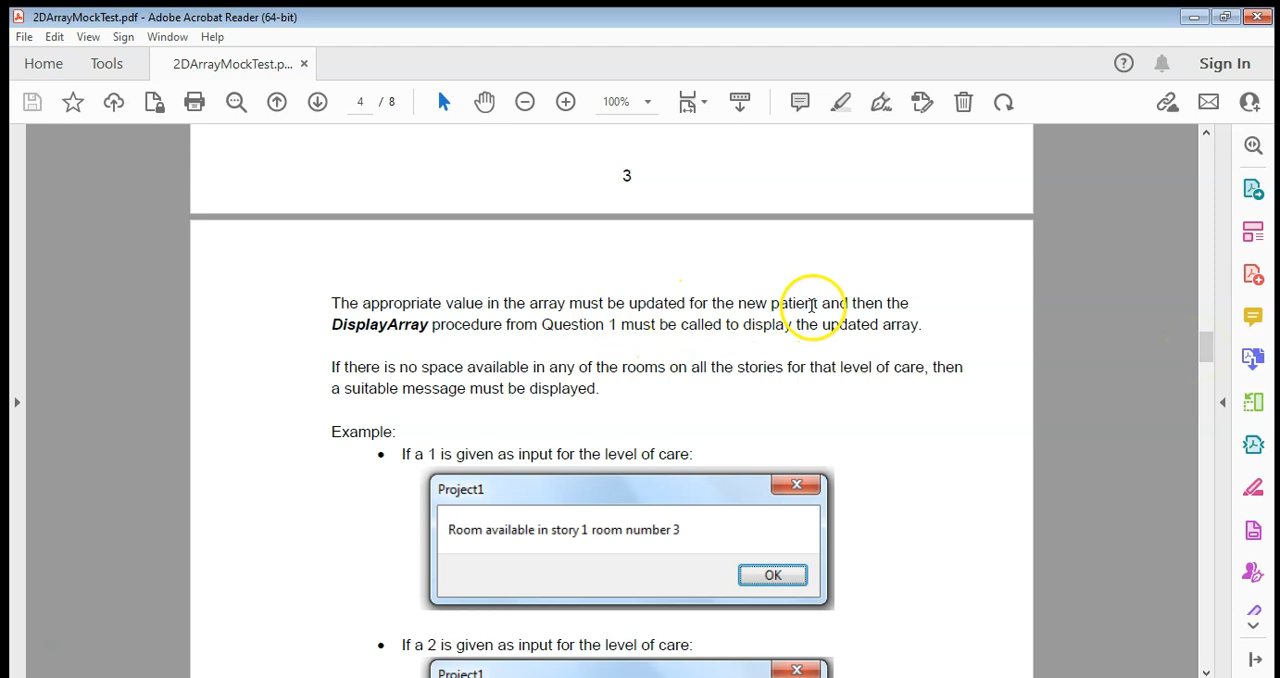 2DArrayMockTest.pdf - Adobe Acrobat Reader (64-bit)
File Edit View Sign Window Help
Home Tools 2DArrayMockTest.p... × Sign In
4 / 8 100%
3
The appropriate value in the array must be updated for the new patient and then the
DisplayArray procedure from Question 1 must be called to display the updated array.
If there is no space available in any of the rooms on all the stories for that level of care, then
a suitable message must be displayed.
Example:
• If a 1 is given as input for the level of care:
Project1
Room available in story 1 room number 3
OK
• If a 2 is given as input for the level of care:
Project1